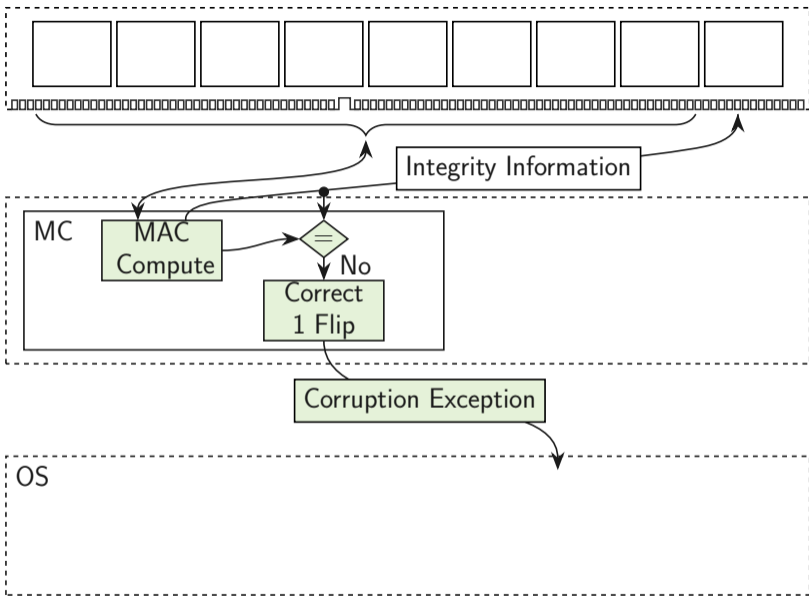 Integrity Information
MC
MAC
Compute
=
No
Correct
1 Flip
Corruption Exception
OS